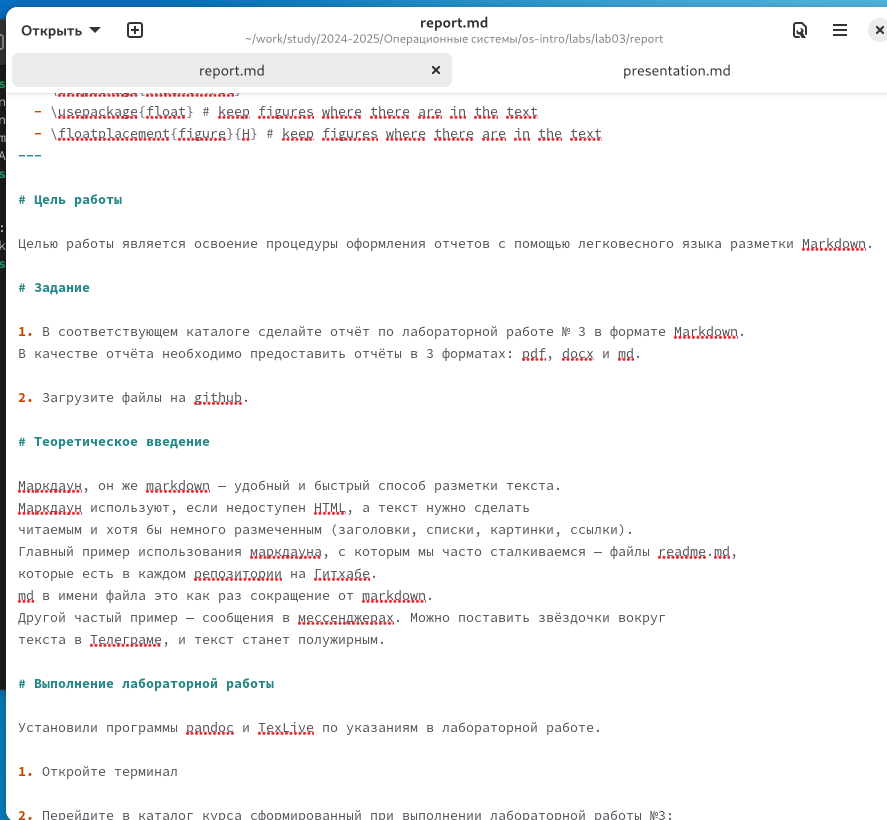 Открыть
report.md
~/work/study/2024-2025/Операционные системы/os-intro/labs/lab03/report
report.md
presentation.md
- \usepackage{float} # keep figures where there are in the text
- \floatplacement{figure}{H} # keep figures where there are in the text
---
# Цель работы
Целью работы является освоение процедуры оформления отчетов с помощью легковесного языка разметки Markdown.
# Задание
1. В соответствующем каталоге сделайте отчёт по лабораторной работе № 3 в формате Markdown.
В качестве отчёта необходимо предоставить отчёты в 3 форматах: pdf, docx и md.
2. Загрузите файлы на github.
# Теоретическое введение
Маркдаун, он же markdown — удобный и быстрый способ разметки текста.
Маркдаун используют, если недоступен HTML, а текст нужно сделать
читаемым и хотя бы немного размеченным (заголовки, списки, картинки, ссылки).
Главный пример использования маркдауна, с которым мы часто сталкиваемся — файлы readme.md,
которые есть в каждом репозитории на Гитхабе.
md в имени файла это как раз сокращение от markdown.
Другой частый пример — сообщения в мессенджерах. Можно поставить звёздочки вокруг
текста в Телеграме, и текст станет полужирным.
# Выполнение лабораторной работы
Установили программы pandoc и TexLive по указаниям в лабораторной работе.
1. Откройте терминал
2. Перейдите в каталог курса сформированный при выполнении лабораторной работы №3: